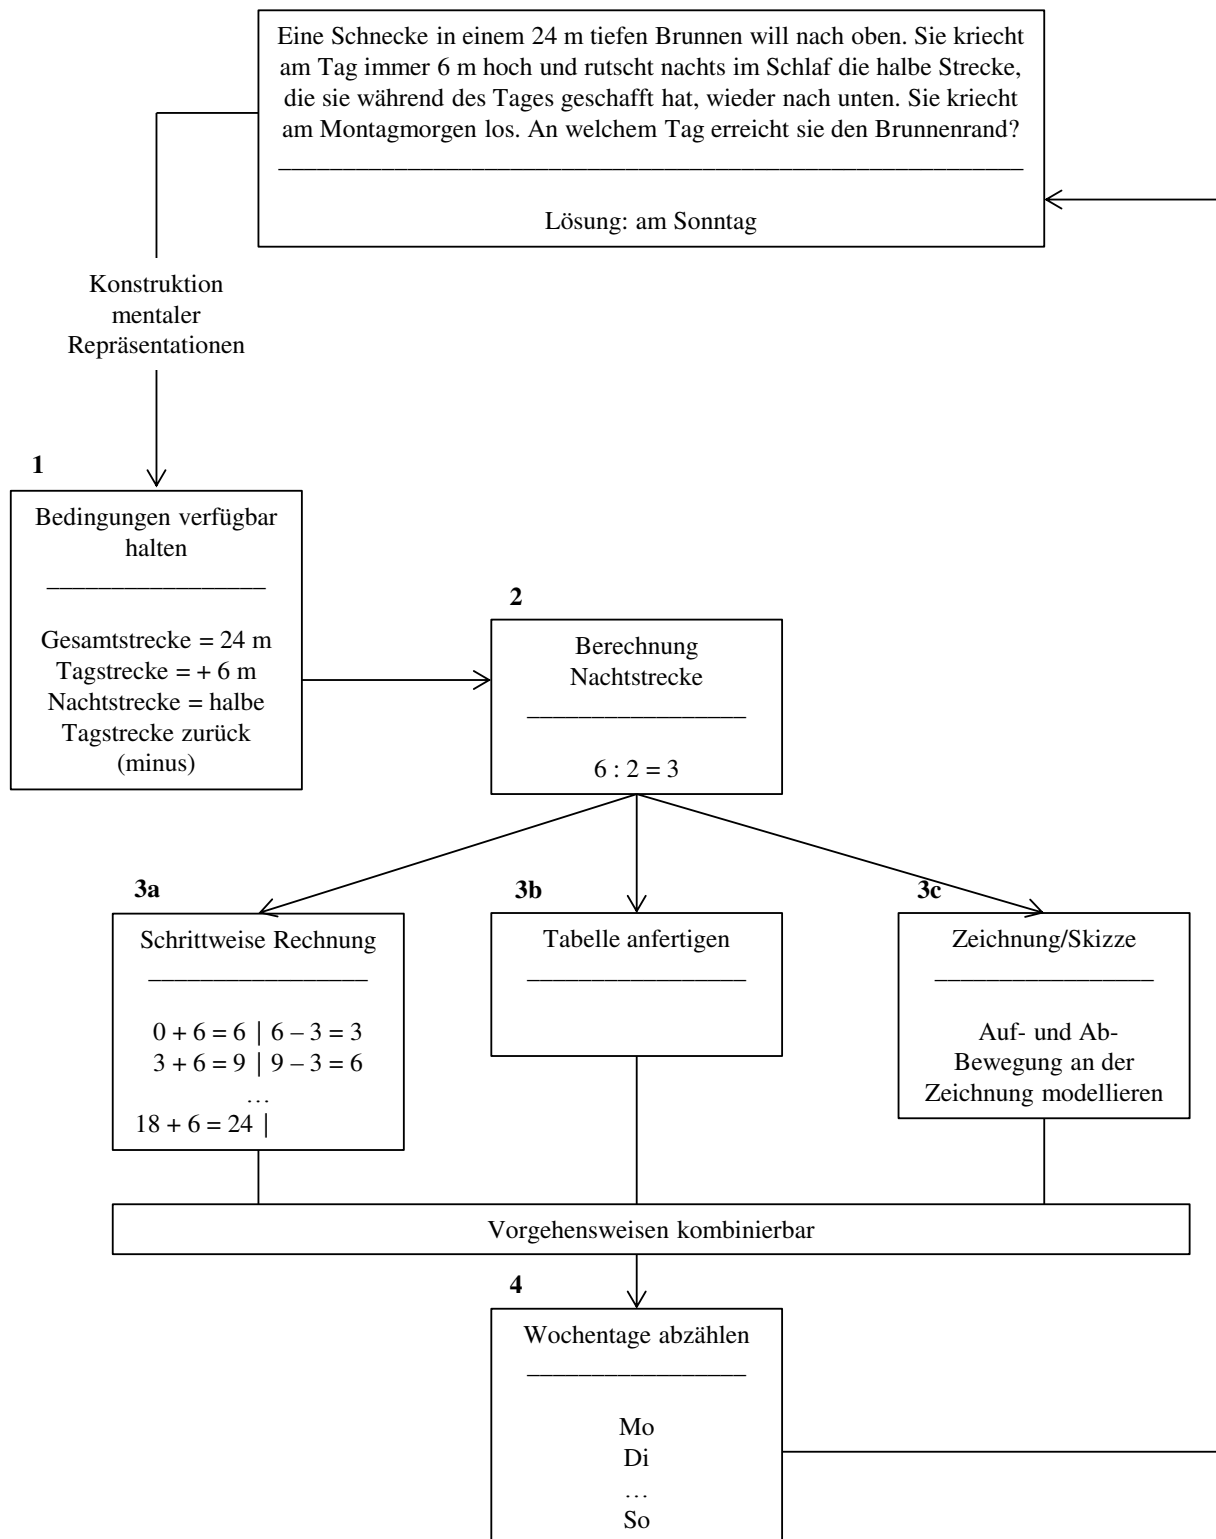 Eine Schnecke in einem 24 m tiefen Brunnen will nach oben. Sie kriecht
am Tag immer 6 m hoch und rutscht nachts im Schlaf die halbe Strecke,
die sie während des Tages geschafft hat, wieder nach unten. Sie kriecht
am Montagmorgen los. An welchem Tag erreicht sie den Brunnenrand?
Lösung: am Sonntag
Konstruktion
mentaler
Repräsentationen
1
Bedingungen verfügbar
halten
Gesamtstrecke = 24 m
Tagstrecke = + 6 m
Nachtstrecke = halbe
Tagstrecke zurück
(minus)
2
Berechnung
Nachtstrecke
6 : 2 = 3
3a
Schrittweise Rechnung
0 + 6 = 6 | 6 – 3 = 3
3 + 6 = 9 | 9 – 3 = 6
…
18 + 6 = 24 |
3b
Tabelle anfertigen
3c
Zeichnung/Skizze
Auf- und Ab-
Bewegung an der
Zeichnung modellieren
Vorgehensweisen kombinierbar
4
Wochentage abzählen
Mo
Di
…
So